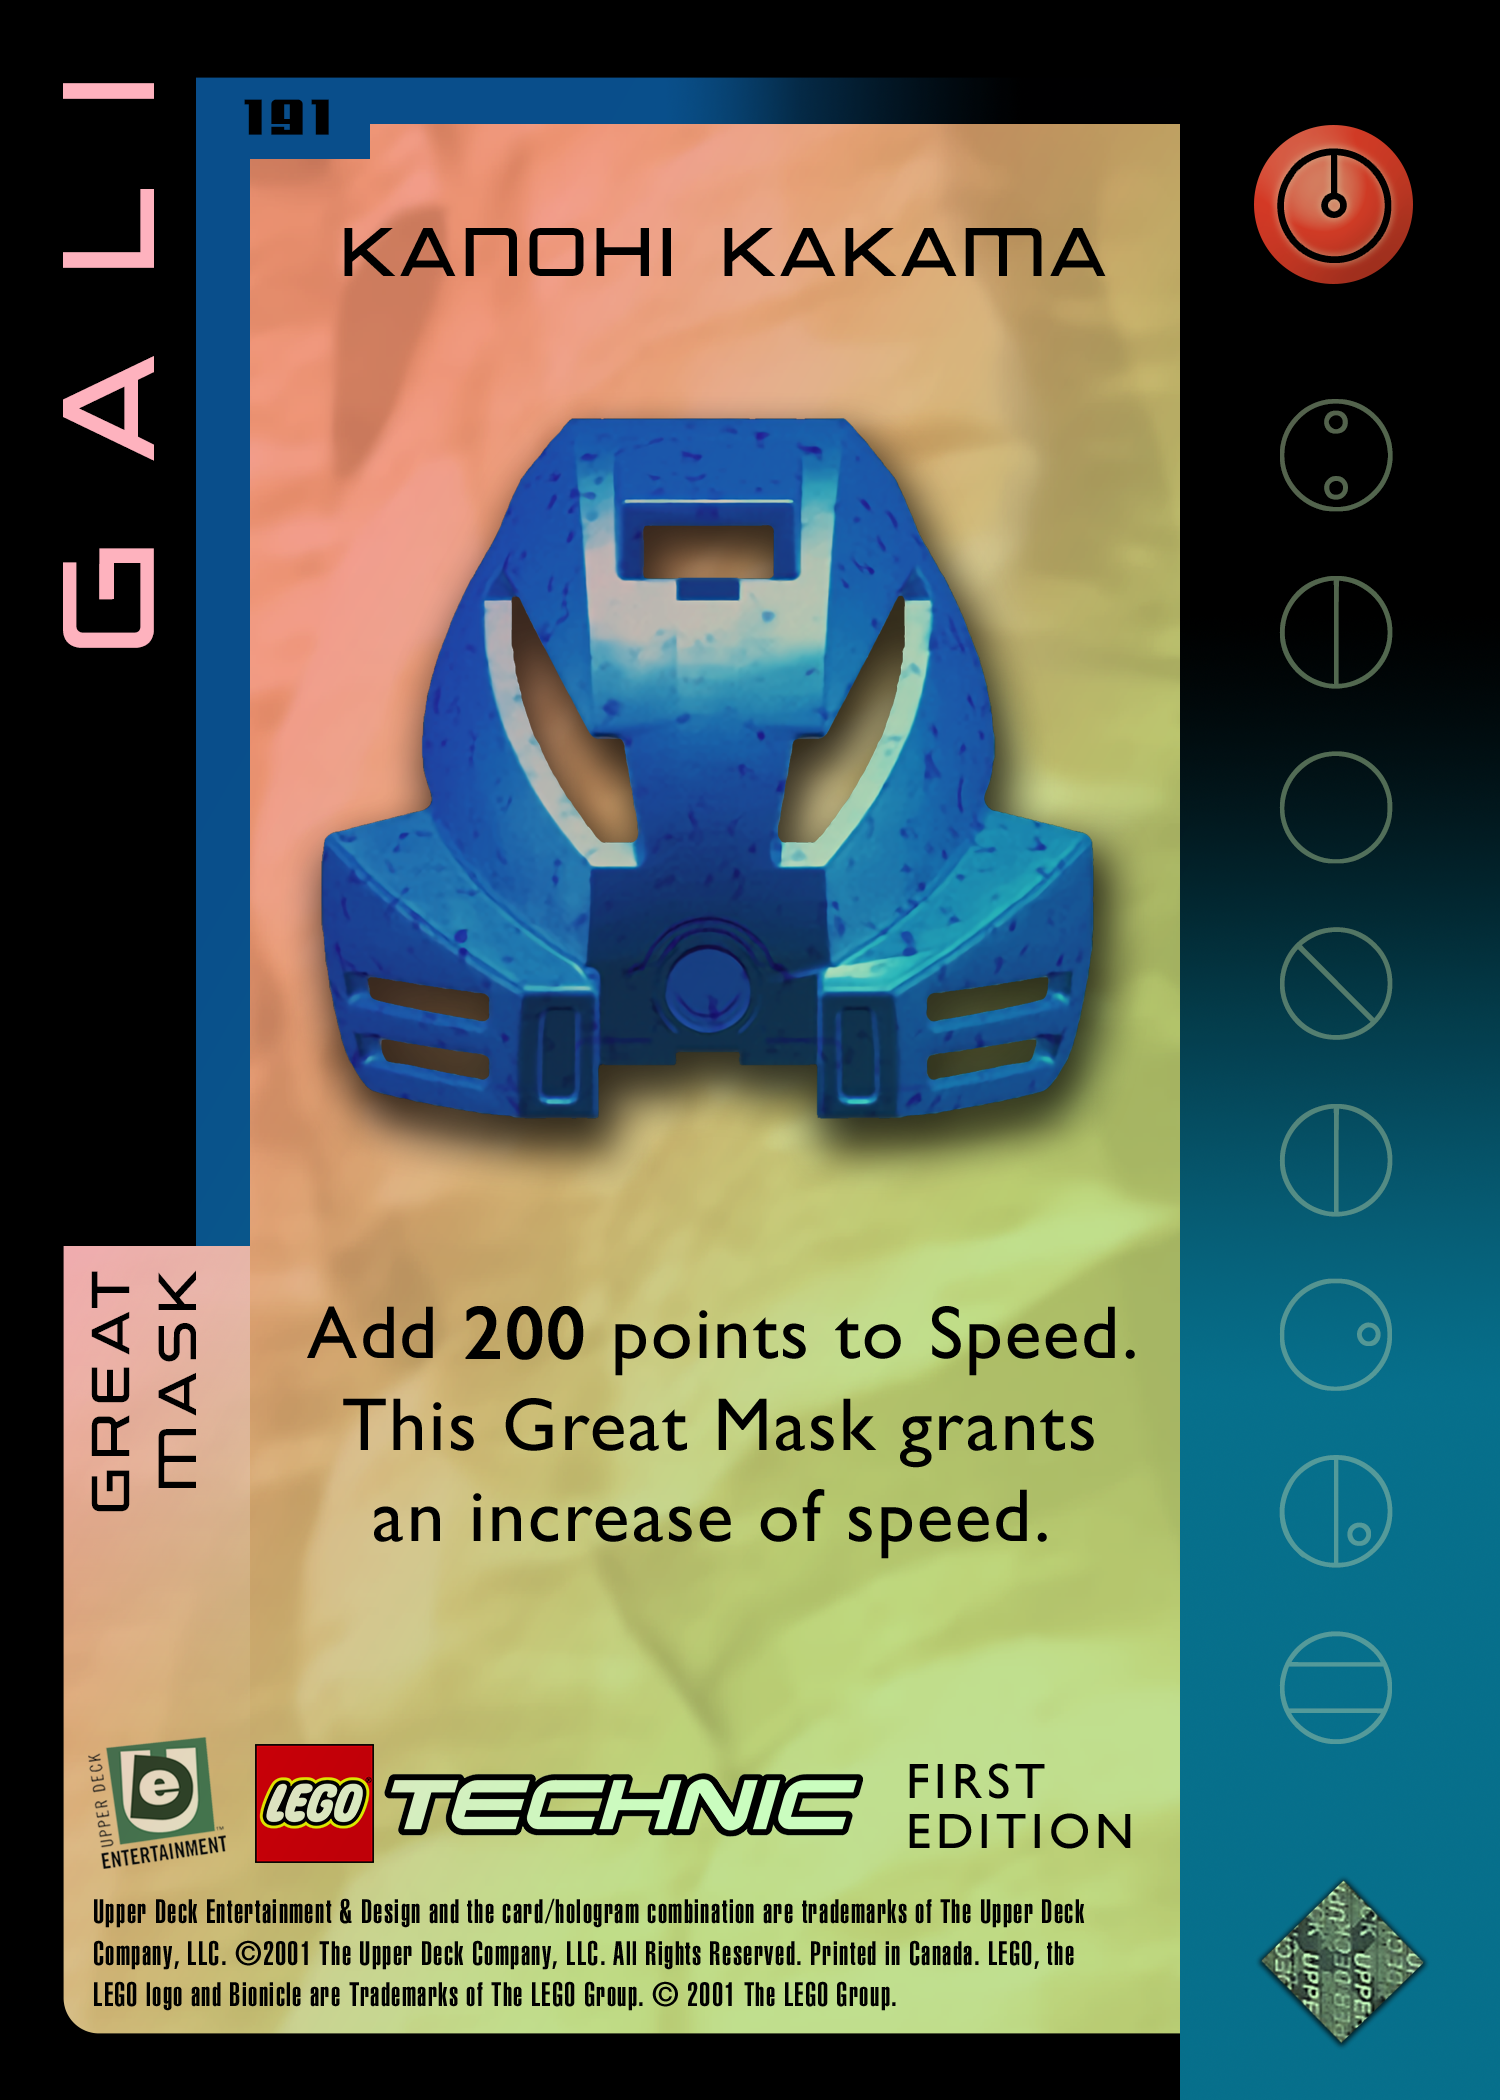 GALI
191
KANOHI KAKAMA
GREAT
MASK
Add 200 points to Speed.
This Great Mask grants
an increase of speed.
UPPER DECK
UDe
ENTERTAINMENT™
LEGO TECHNIC
FIRST
EDITION
Upper Deck Entertainment & Design and the card/hologram combination are trademarks of The Upper Deck
Company, LLC. ©2001 The Upper Deck Company, LLC. All Rights Reserved. Printed in Canada. LEGO, the
LEGO logo and Bionicle are Trademarks of The LEGO Group. © 2001 The LEGO Group.